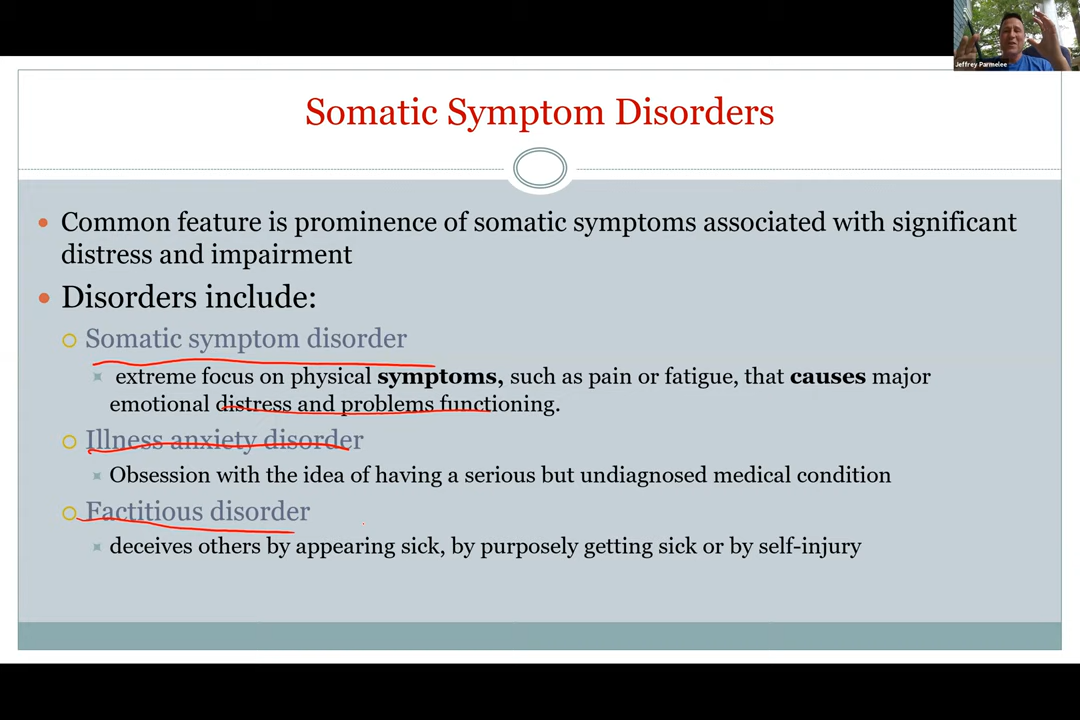 Jeffrey Parmelee
Somatic Symptom Disorders
Common feature is prominence of somatic symptoms associated with significant
distress and impairment
Disorders include:
Somatic symptom disorder
extreme focus on physical symptoms, such as pain or fatigue, that causes major
emotional distress and problems functioning.
Illness anxiety disorder
Obsession with the idea of having a serious but undiagnosed medical condition
Factitious disorder
deceives others by appearing sick, by purposely getting sick or by self-injury